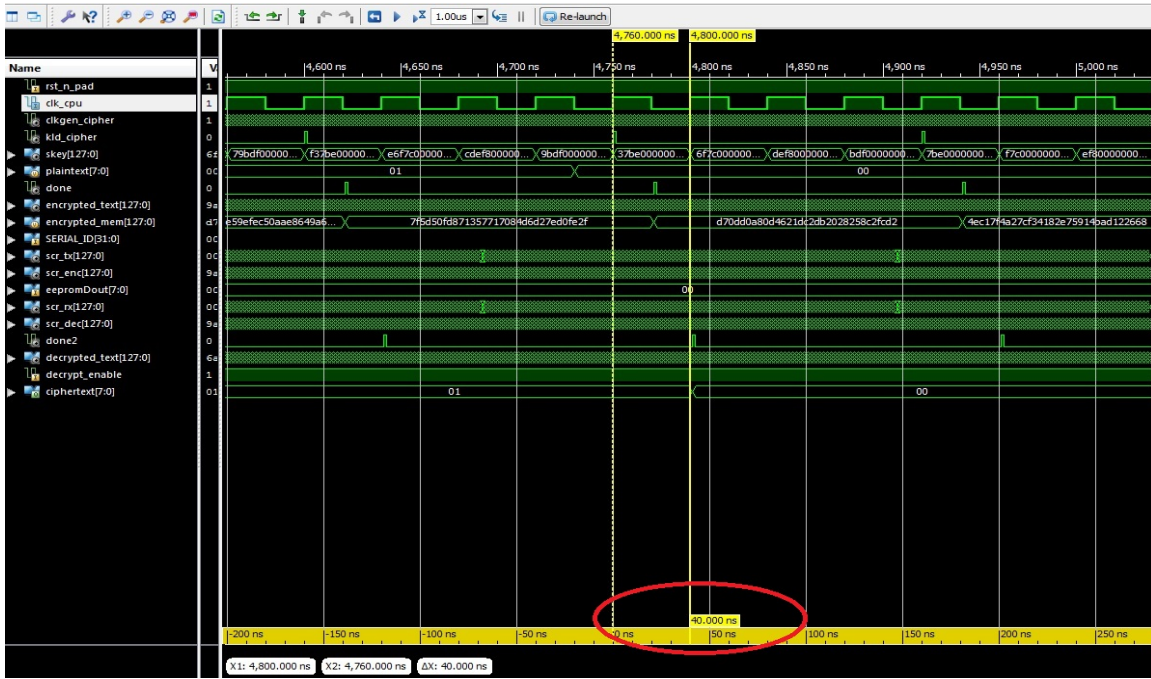 1.00us Re-launch
4,760.000 ns 4,800.000 ns
Name V
4,600 ns 4,650 ns 4,700 ns 4,750 ns 4,800 ns 4,850 ns 4,900 ns 4,950 ns 5,000 ns
rst_n_pad 1
clk_cpu 1
clkgen_cipher 1
kld_cipher 0
skey[127:0] 6f 79bdf00000... f37be00000... e6f7c00000... cdef800000... 9bdf000000... 37be000000... 6f7c000000... def8000000... bdf0000000... 7be0000000... f7c0000000... ef80000000...
plaintext[7:0] 00 01 00
done 0
encrypted_text[127:0] 9a
encrypted_mem[127:0] d7 e59efec50aae8649a6... 7f5d50fd871357717084d6d27ed0fe2f d70dd0a80d4621dc2db2028258c2fcd2 4ec17f4a27cf34182e75914bad122668
SERIAL_ID[31:0] 00
scr_tx[127:0] 00
scr_enc[127:0] 9a
eepromDout[7:0] 00 00
scr_rx[127:0] 00
scr_dec[127:0] 9a
done2 0
decrypted_text[127:0] 6a
decrypt_enable 1
ciphertext[7:0] 01 01 00
40.000 ns
-200 ns -150 ns -100 ns -50 ns 0 ns 50 ns 100 ns 150 ns 200 ns 250 ns
X1: 4,800.000 ns X2: 4,760.000 ns ΔX: 40.000 ns